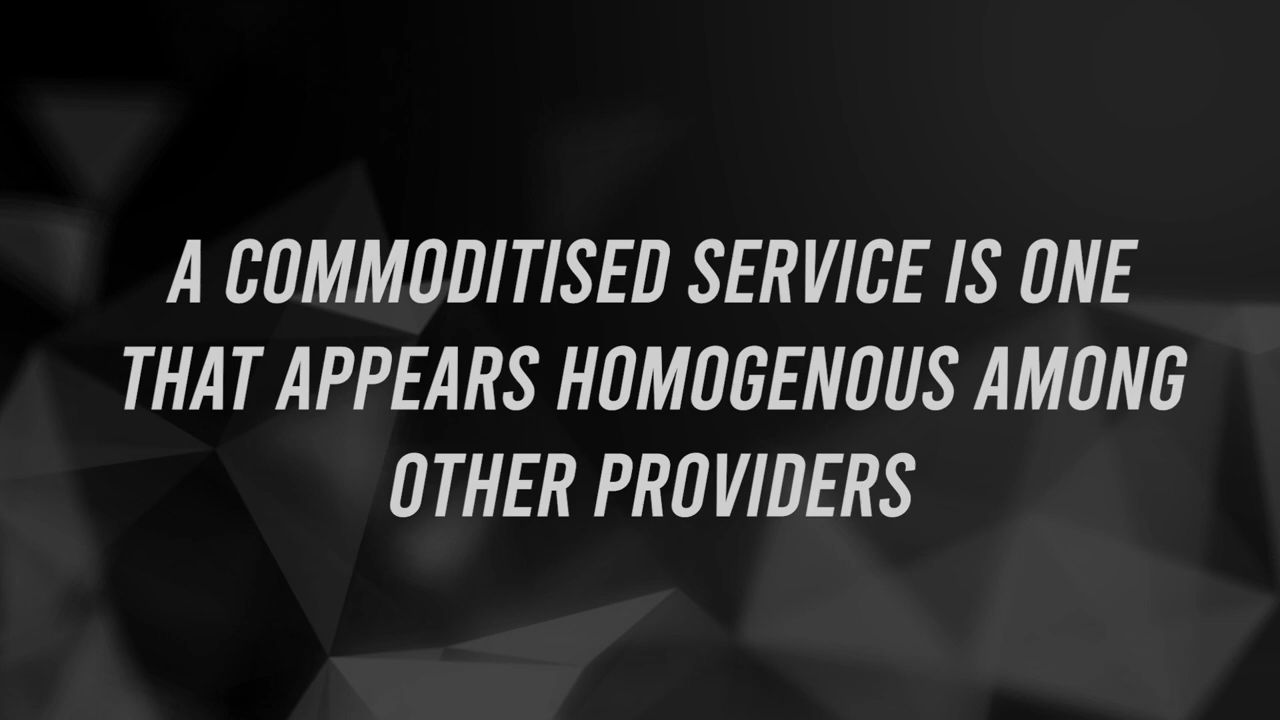 A COMMODITISED SERVICE IS ONE
THAT APPEARS HOMOGENOUS AMONG
OTHER PROVIDERS